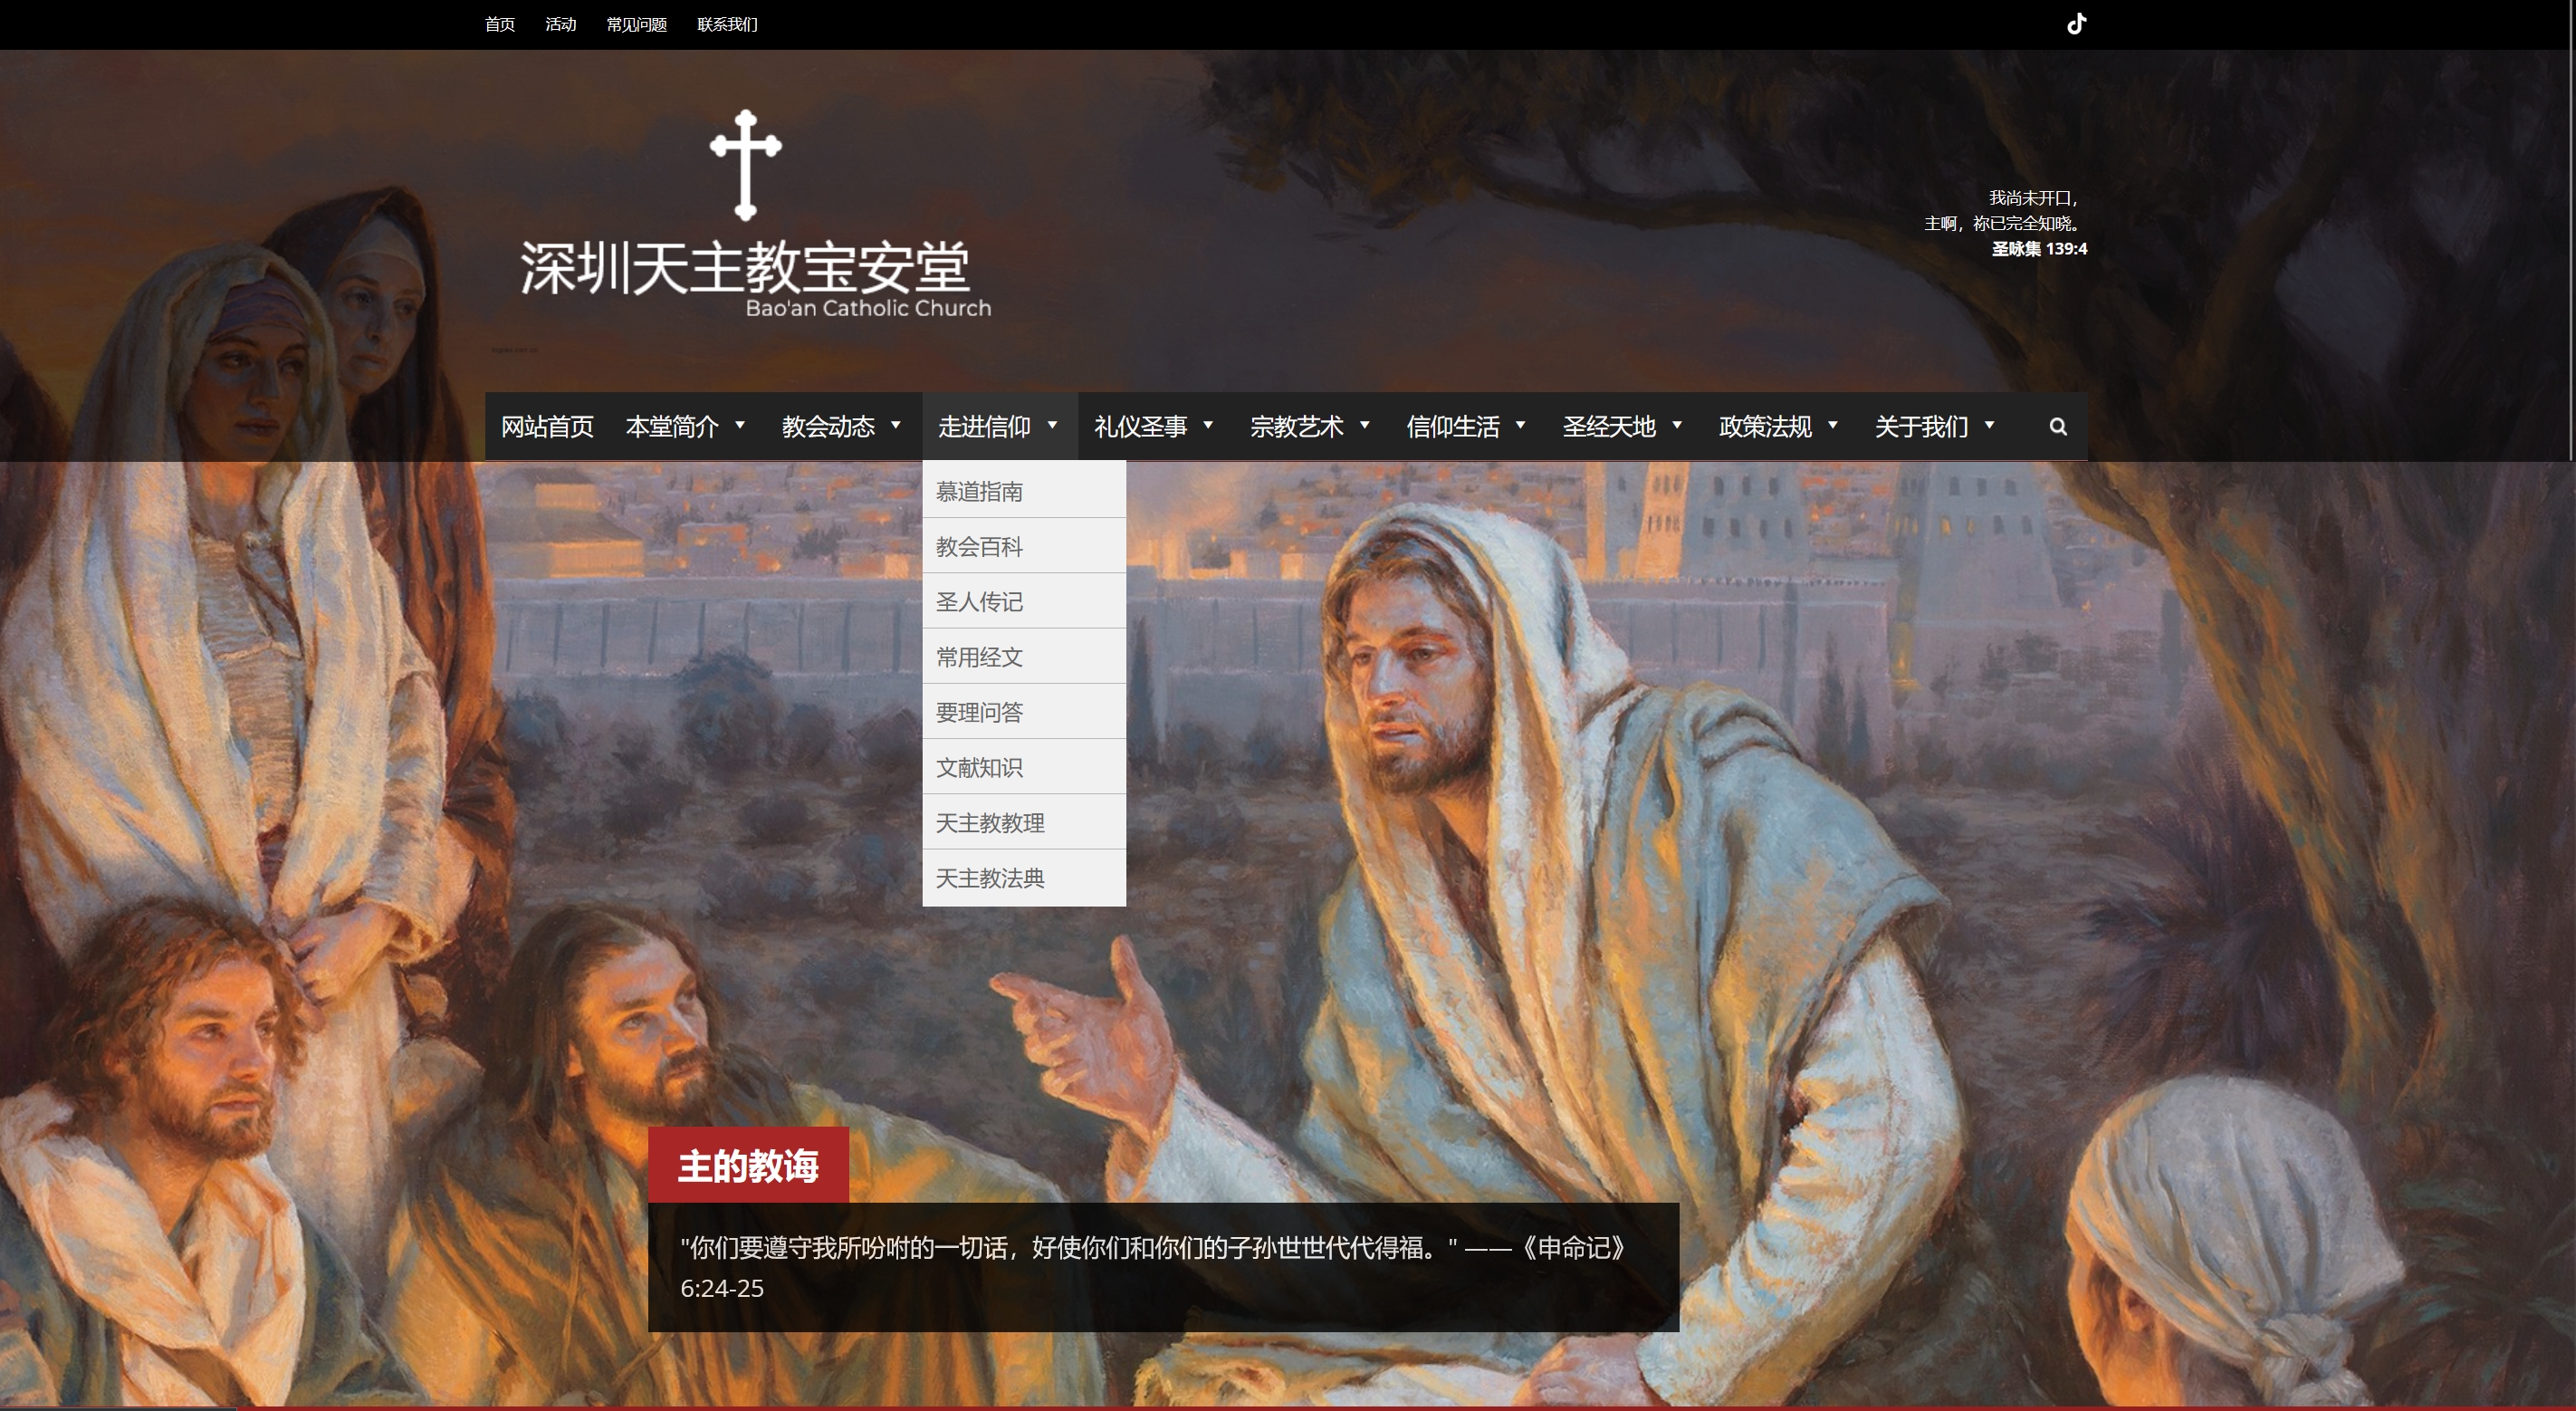 首页 活动 常见问题 联系我们
深圳天主教宝安堂
Bao'an Catholic Church
我尚未开口，
主啊，祢已完全知晓。
圣咏集 139:4
网站首页 本堂简介 教会动态 走进信仰 礼仪圣事 宗教艺术 信仰生活 圣经天地 政策法规 关于我们
慕道指南
教会百科
圣人传记
常用经文
要理问答
文献知识
天主教教理
天主教法典
主的教诲
"你们要遵守我所吩咐的一切话，好使你们和你们的子孙世世代代得福。" ——《申命记》
6:24-25